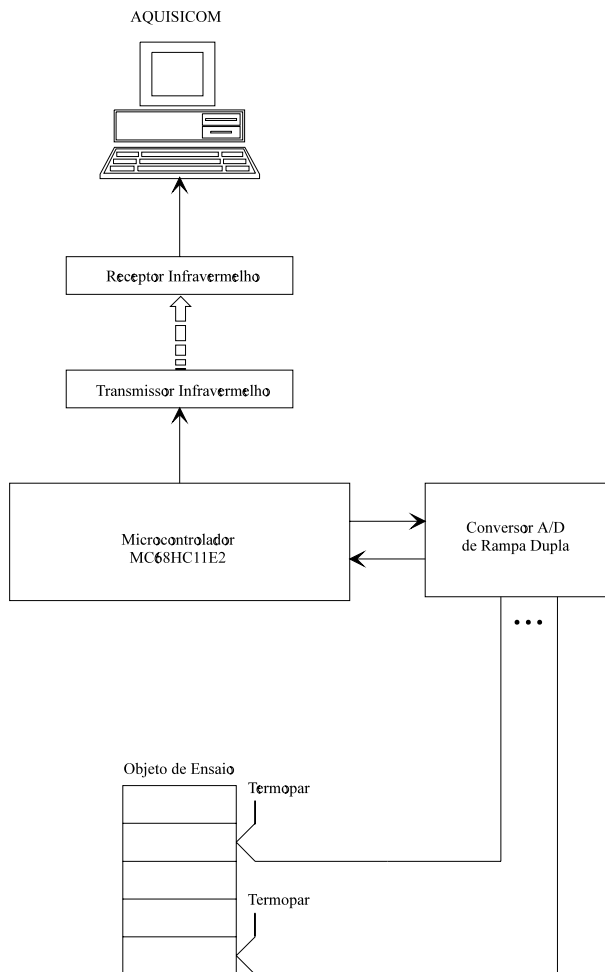 AQUISICOM
Receptor Infravermelho
Transmissor Infravermelho
Microcontrolador
MC68HC11E2
Conversor A/D
de Rampa Dupla
...
Objeto de Ensaio
Termopar
Termopar